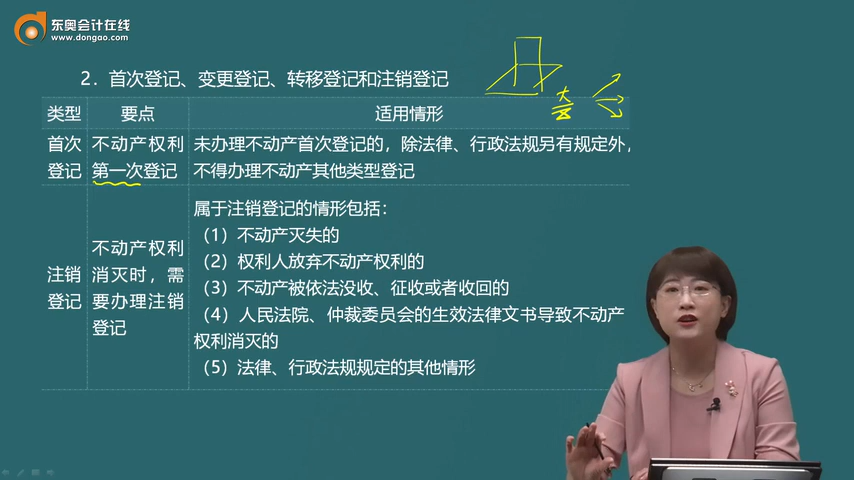 东奥会计在线
www.dongao.com
2．首次登记、变更登记、转移登记和注销登记
类型 要点 适用情形
首次登记 不动产权利第一次登记 未办理不动产首次登记的，除法律、行政法规另有规定外，
不得办理不动产其他类型登记
注销登记 不动产权利消灭时，需要办理注销登记 属于注销登记的情形包括：
（1）不动产灭失的
（2）权利人放弃不动产权利的
（3）不动产被依法没收、征收或者收回的
（4）人民法院、仲裁委员会的生效法律文书导致不动产
权利消灭的
（5）法律、行政法规规定的其他情形